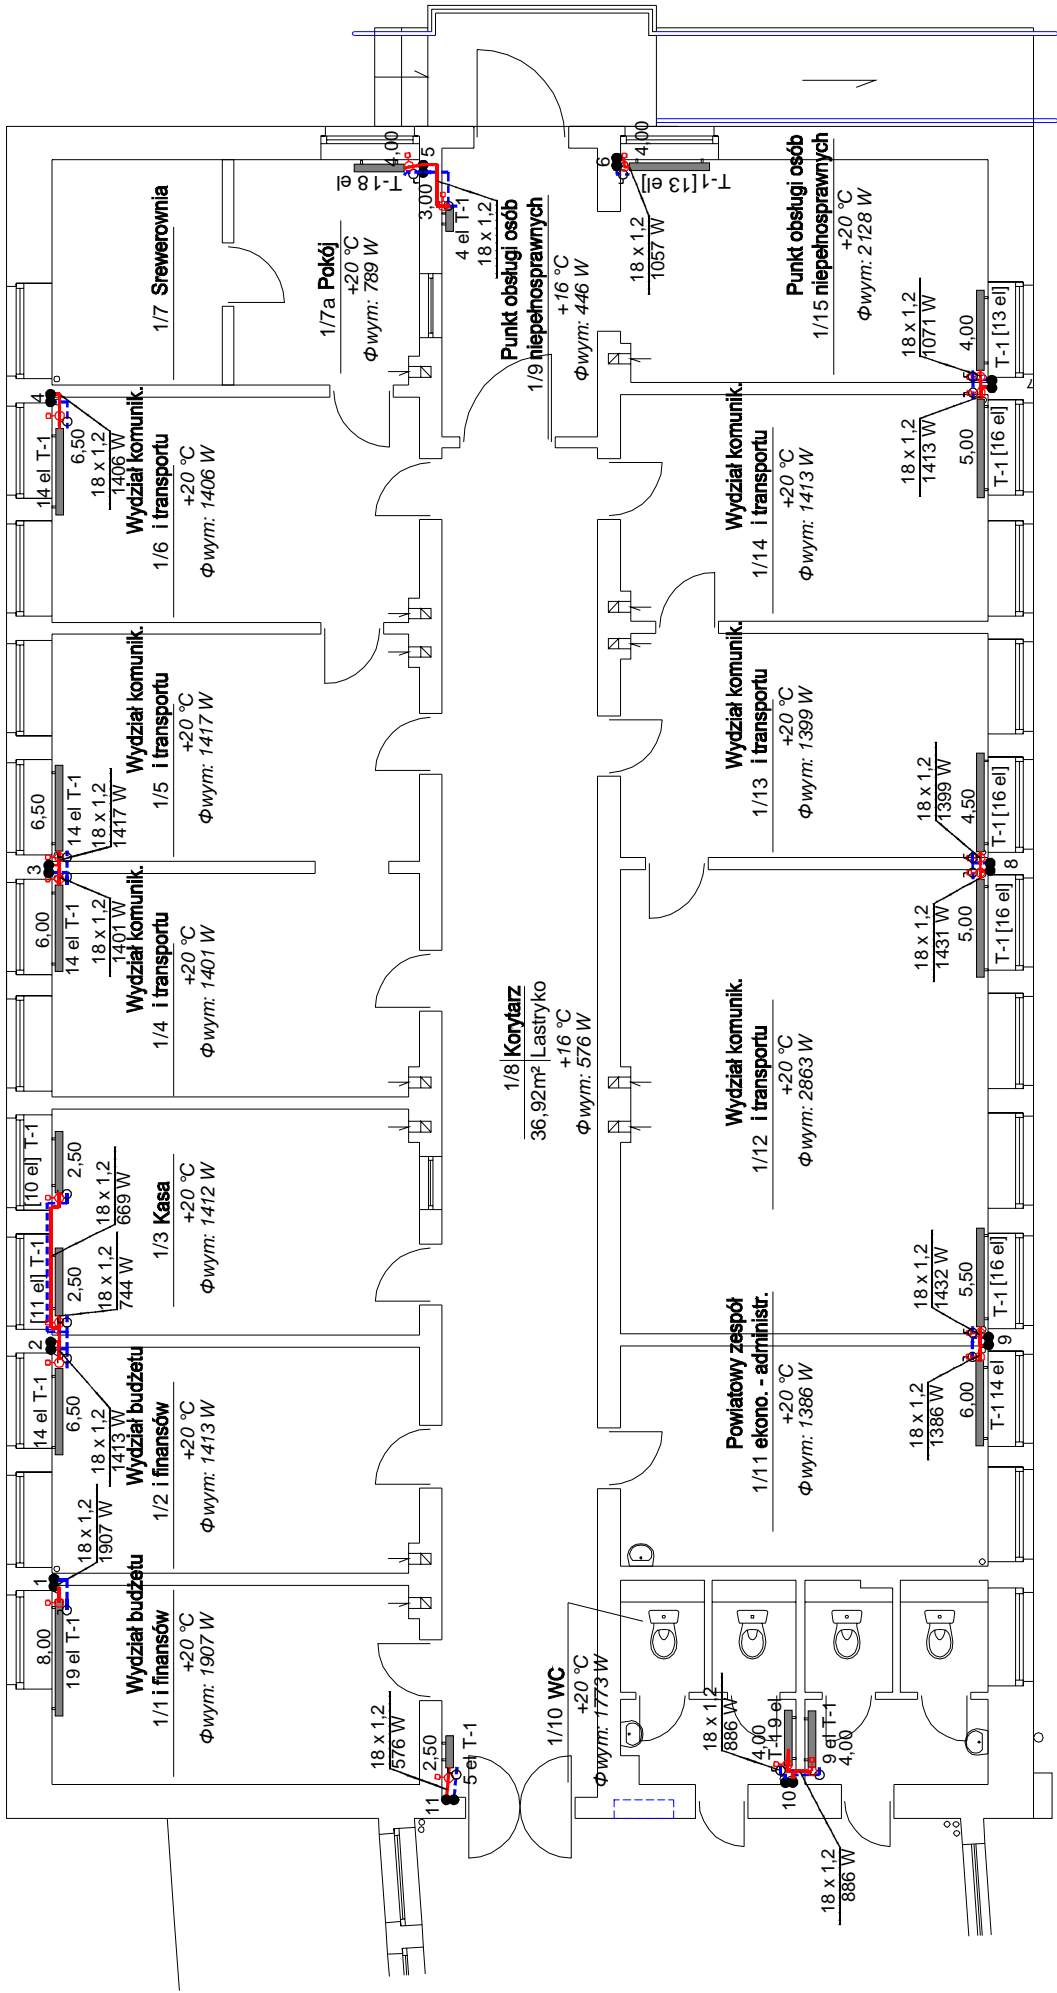 8,00
19 el T-1
1
18 x 1,2
1907 W
Wydział budżetu
1/1 i finansów
+20 °C
Φwym: 1907 W
14 el T-1
6,50
2
18 x 1,2
1413 W
Wydział budżetu
1/2 i finansów
+20 °C
Φwym: 1413 W
[11 el] T-1
2,50
18 x 1,2
744 W
[10 el] T-1
2,50
18 x 1,2
669 W
1/3 Kasa
+20 °C
Φwym: 1412 W
6,00
14 el T-1
3
18 x 1,2
1401 W
Wydział komunik.
1/4 i transportu
+20 °C
Φwym: 1401 W
6,50
14 el T-1
18 x 1,2
1417 W
Wydział komunik.
1/5 i transportu
+20 °C
Φwym: 1417 W
14 el T-1
6,50
4
18 x 1,2
1406 W
Wydział komunik.
1/6 i transportu
+20 °C
Φwym: 1406 W
1/7 Srewerownia
1/7a Pokój
+20 °C
Φwym: 789 W
T-1 8 el
4,00
5
3,00
4 el T-1
18 x 1,2
Punkt obsługi osób
1/9 niepełnosprawnych
+16 °C
Φwym: 446 W
11
2,50
5 el T-1
18 x 1,2
576 W
1/8 Korytarz
36,92m² Lastryko
+16 °C
Φwym: 576 W
6
4,00
T-1 [13 el]
18 x 1,2
1057 W
1/10 WC
+20 °C
Φwym: 1773 W
18 x 1,2
886 W
4,00
T-1 9 el
10
9 el T-1
4,00
18 x 1,2
886 W
Powiatowy zespół
1/11 ekono. - administr.
+20 °C
Φwym: 1386 W
18 x 1,2
1386 W
6,00
T-1 14 el
9
18 x 1,2
1432 W
5,50
T-1 [16 el]
Wydział komunik.
1/12 i transportu
+20 °C
Φwym: 2863 W
18 x 1,2
1431 W
5,00
T-1 [16 el]
8
18 x 1,2
1399 W
4,50
T-1 [16 el]
Wydział komunik.
1/13 i transportu
+20 °C
Φwym: 1399 W
Wydział komunik.
1/14 i transportu
+20 °C
Φwym: 1413 W
18 x 1,2
1413 W
5,00
T-1 [16 el]
7
18 x 1,2
1071 W
4,00
T-1 [13 el]
Punkt obsługi osób
1/15 niepełnosprawnych
+20 °C
Φwym: 2128 W